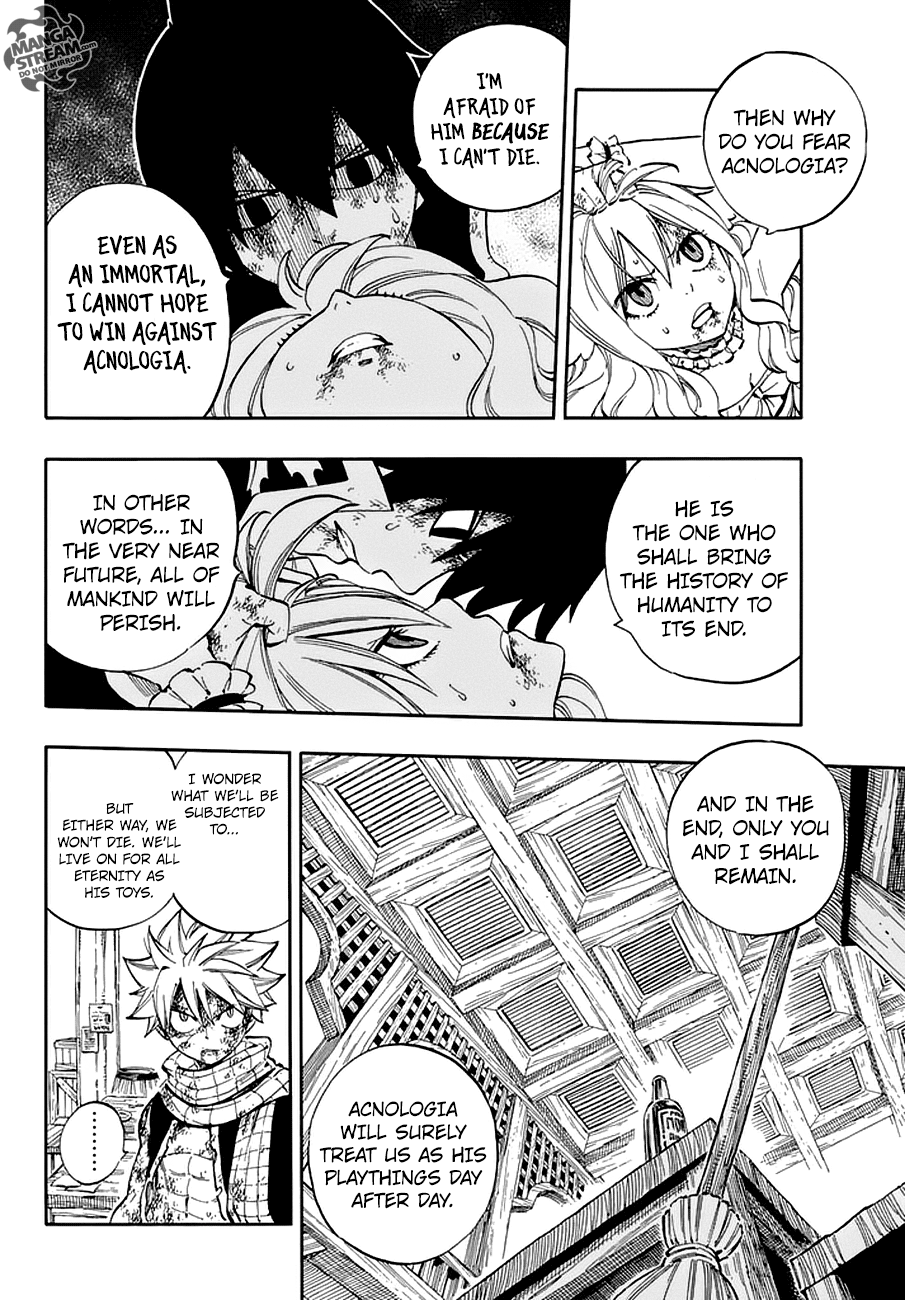 MANGA
STREAM.com
DO NOT MIRROR
THEN WHY
DO YOU FEAR
ACNOLOGIA?
I'M
AFRAID OF
HIM BECAUSE
I CAN'T DIE.
EVEN AS
AN IMMORTAL,
I CANNOT HOPE
TO WIN AGAINST
ACNOLOGIA.
HE IS
THE ONE WHO
SHALL BRING
THE HISTORY OF
HUMANITY TO
ITS END.
IN OTHER
WORDS... IN
THE VERY NEAR
FUTURE, ALL OF
MANKIND WILL
PERISH.
AND IN THE
END, ONLY YOU
AND I SHALL
REMAIN.
ACNOLOGIA
WILL SURELY
TREAT US AS HIS
PLAYTHINGS DAY
AFTER DAY.
I WONDER
WHAT WE'LL BE
SUBJECTED
TO...
BUT
EITHER WAY, WE
WON'T DIE. WE'LL
LIVE ON FOR ALL
ETERNITY AS
HIS TOYS.
........